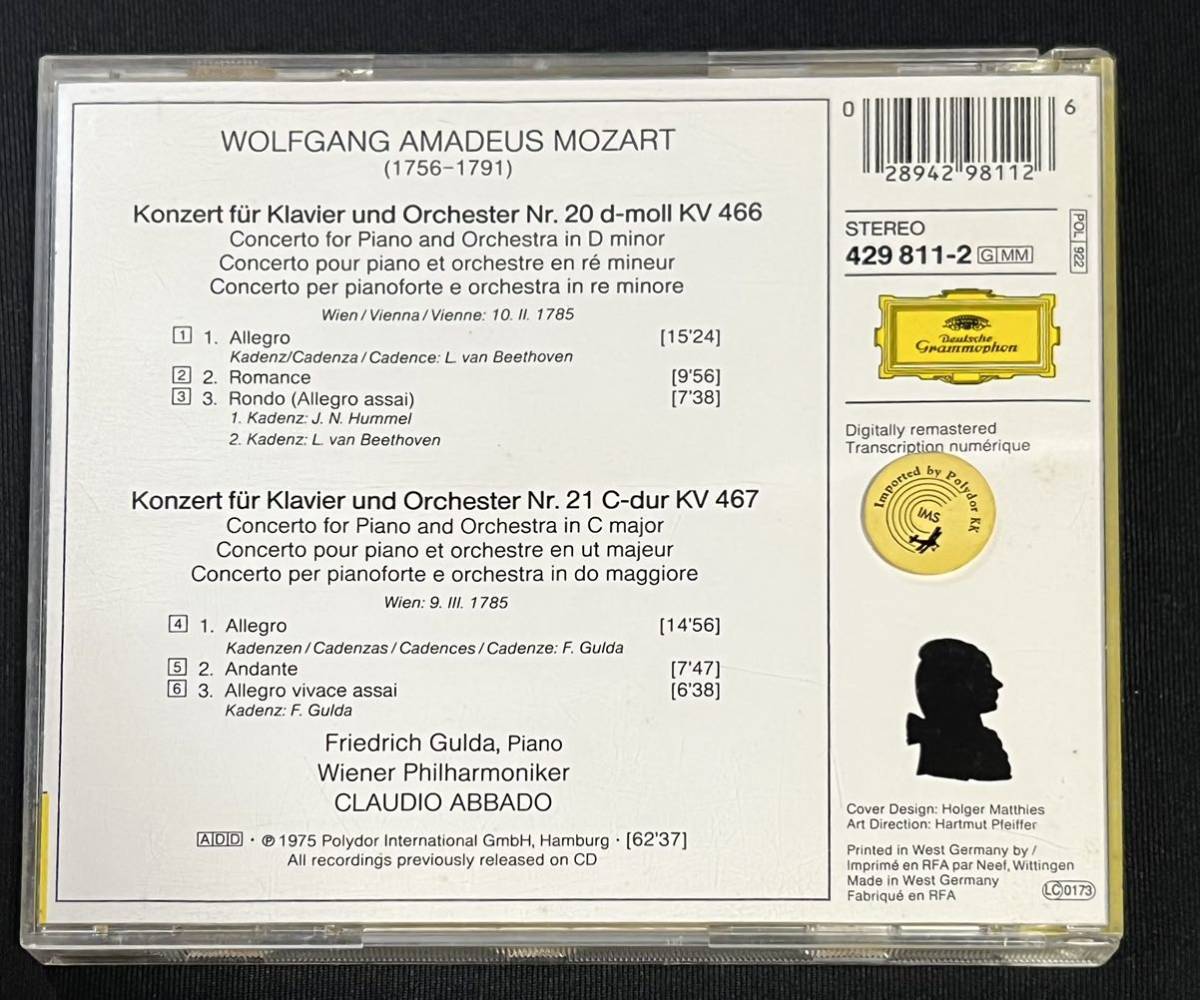 WOLFGANG AMADEUS MOZART
(1756-1791)
Konzert für Klavier und Orchester Nr. 20 d-moll KV 466
Concerto for Piano and Orchestra in D minor
Concerto pour piano et orchestre en ré mineur
Concerto per pianoforte e orchestra in re minore
Wien/Vienna/Vienne: 10. II. 1785
1 1. Allegro [15'24]
Kadenz/Cadenza/Cadence: L. van Beethoven
2 2. Romance [9'56]
3 3. Rondo (Allegro assai) [7'38]
1. Kadenz: J. N. Hummel
2. Kadenz: L. van Beethoven
Konzert für Klavier und Orchester Nr. 21 C-dur KV 467
Concerto for Piano and Orchestra in C major
Concerto pour piano et orchestre en ut majeur
Concerto per pianoforte e orchestra in do maggiore
Wien: 9. III. 1785
4 1. Allegro [14'56]
Kadenzen/Cadenzas/Cadences/Cadenze: F. Gulda
5 2. Andante [7'47]
6 3. Allegro vivace assai [6'38]
Kadenz: F. Gulda
Friedrich Gulda, Piano
Wiener Philharmoniker
CLAUDIO ABBADO
ADD · ℗ 1975 Polydor International GmbH, Hamburg · [62'37]
All recordings previously released on CD
0 28942 98112 6
STEREO
429 811-2 G MM
POL 922
Deutsche
Grammophon
Digitally remastered
Transcription numérique
Imported by Polydor KK
IMS
Cover Design: Holger Matthies
Art Direction: Hartmut Pfeiffer
Printed in West Germany by /
Imprimé en RFA par Neef, Wittingen
Made in West Germany
Fabriqué en RFA
LC 0173